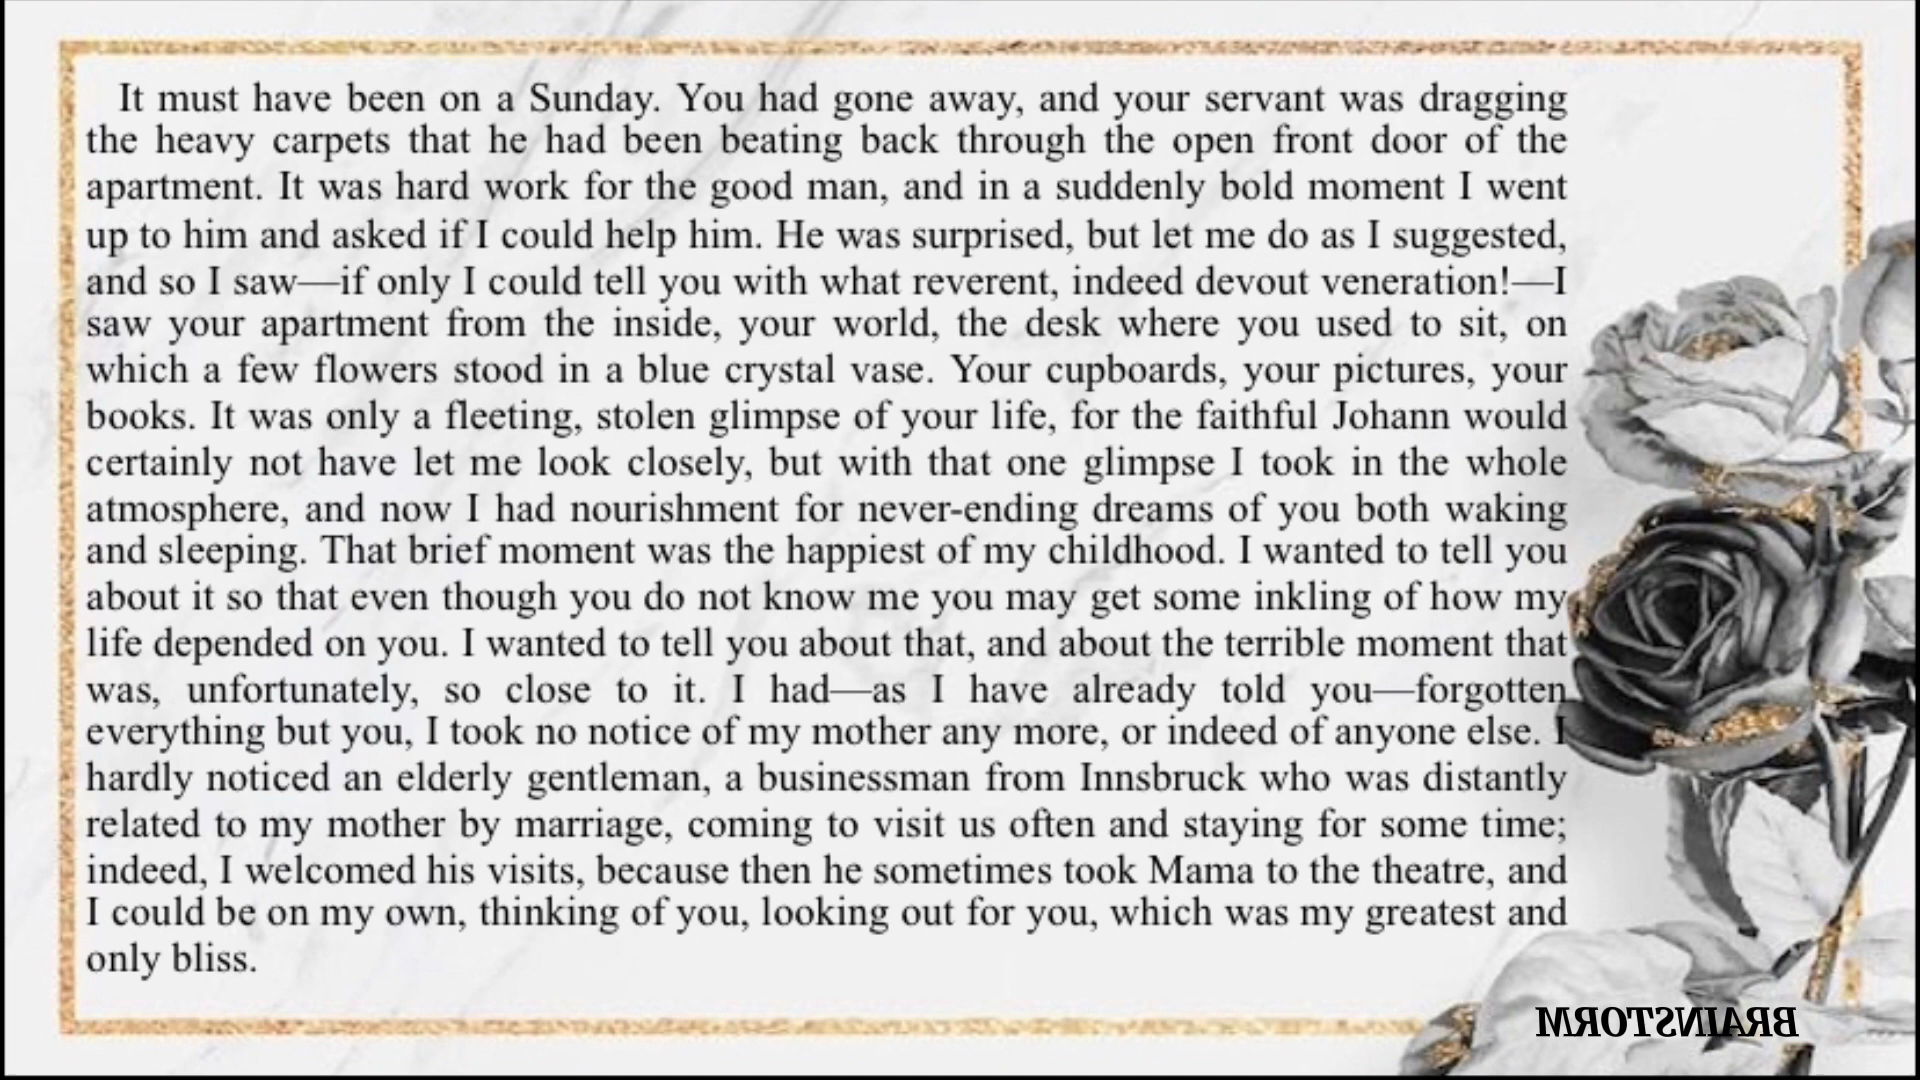 It must have been on a Sunday. You had gone away, and your servant was dragging
the heavy carpets that he had been beating back through the open front door of the
apartment. It was hard work for the good man, and in a suddenly bold moment I went
up to him and asked if I could help him. He was surprised, but let me do as I suggested,
and so I saw—if only I could tell you with what reverent, indeed devout veneration!—I
saw your apartment from the inside, your world, the desk where you used to sit, on
which a few flowers stood in a blue crystal vase. Your cupboards, your pictures, your
books. It was only a fleeting, stolen glimpse of your life, for the faithful Johann would
certainly not have let me look closely, but with that one glimpse I took in the whole
atmosphere, and now I had nourishment for never-ending dreams of you both waking
and sleeping. That brief moment was the happiest of my childhood. I wanted to tell you
about it so that even though you do not know me you may get some inkling of how my
life depended on you. I wanted to tell you about that, and about the terrible moment that
was, unfortunately, so close to it. I had—as I have already told you—forgotten
everything but you, I took no notice of my mother any more, or indeed of anyone else. I
hardly noticed an elderly gentleman, a businessman from Innsbruck who was distantly
related to my mother by marriage, coming to visit us often and staying for some time;
indeed, I welcomed his visits, because then he sometimes took Mama to the theatre, and
I could be on my own, thinking of you, looking out for you, which was my greatest and
only bliss.
BRAINSTORM